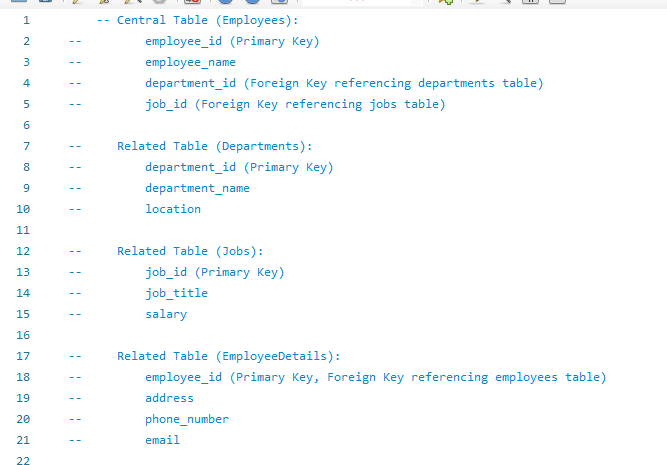 1 -- Central Table (Employees):
2 -- employee_id (Primary Key)
3 -- employee_name
4 -- department_id (Foreign Key referencing departments table)
5 -- job_id (Foreign Key referencing jobs table)
6
7 -- Related Table (Departments):
8 -- department_id (Primary Key)
9 -- department_name
10 -- location
11
12 -- Related Table (Jobs):
13 -- job_id (Primary Key)
14 -- job_title
15 -- salary
16
17 -- Related Table (EmployeeDetails):
18 -- employee_id (Primary Key, Foreign Key referencing employees table)
19 -- address
20 -- phone_number
21 -- email
22